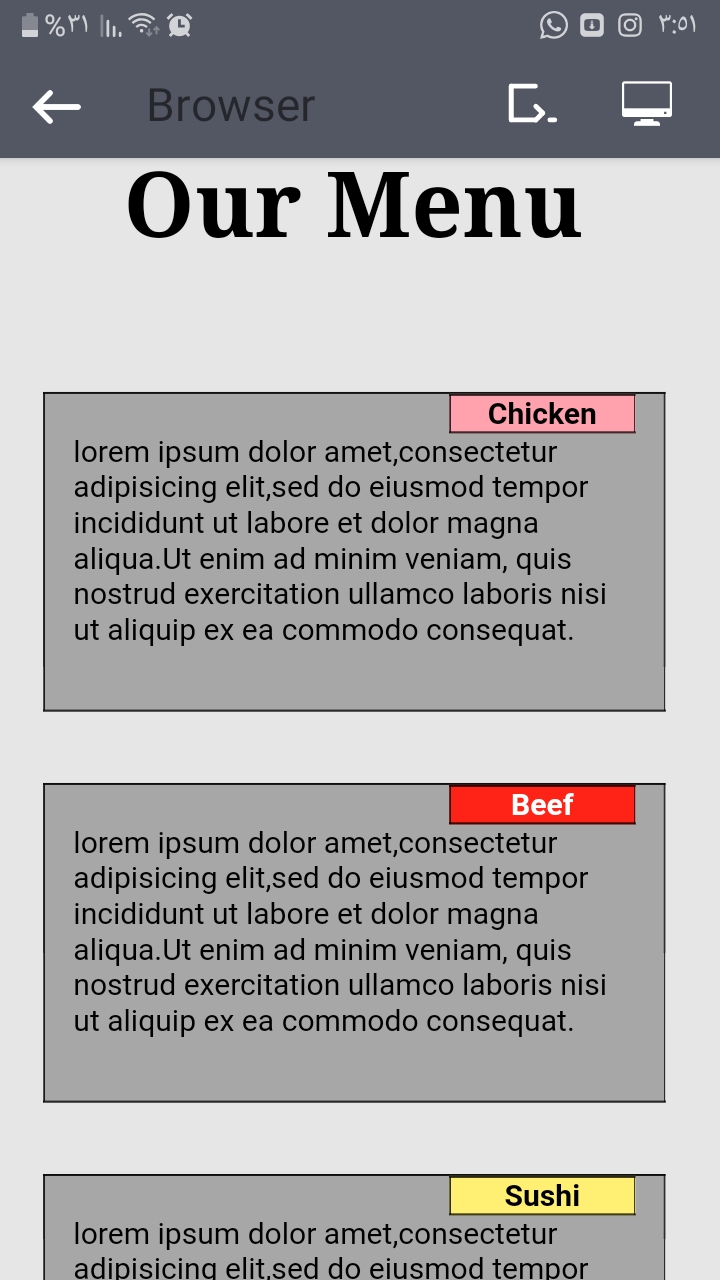 %٣١ ٣:٥١
Browser
Our Menu
Chicken
lorem ipsum dolor amet,consectetur
adipisicing elit,sed do eiusmod tempor
incididunt ut labore et dolor magna
aliqua.Ut enim ad minim veniam, quis
nostrud exercitation ullamco laboris nisi
ut aliquip ex ea commodo consequat.
Beef
lorem ipsum dolor amet,consectetur
adipisicing elit,sed do eiusmod tempor
incididunt ut labore et dolor magna
aliqua.Ut enim ad minim veniam, quis
nostrud exercitation ullamco laboris nisi
ut aliquip ex ea commodo consequat.
Sushi
lorem ipsum dolor amet,consectetur
adipisicing elit,sed do eiusmod tempor